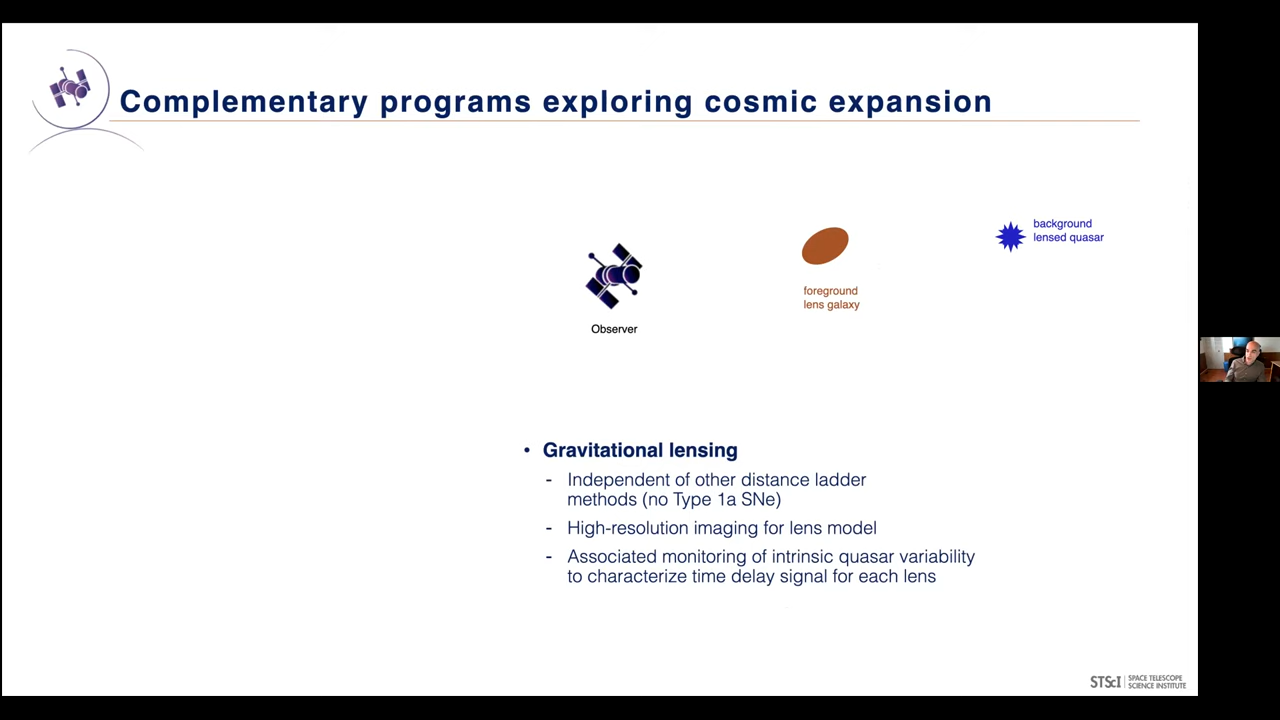 Complementary programs exploring cosmic expansion
background
lensed quasar
foreground
lens galaxy
Observer
• Gravitational lensing
- Independent of other distance ladder
methods (no Type 1a SNe)
- High-resolution imaging for lens model
- Associated monitoring of intrinsic quasar variability
to characterize time delay signal for each lens
STScI | SPACE TELESCOPE
SCIENCE INSTITUTE